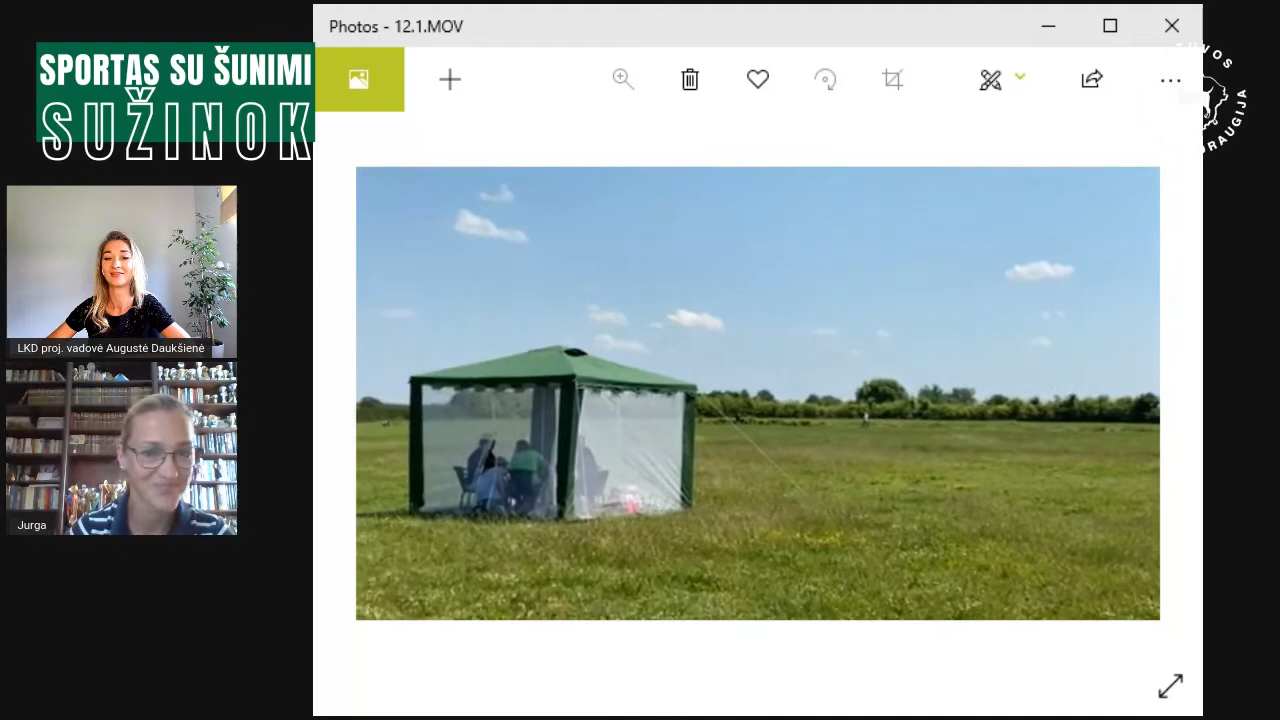 Photos - 12.1.MOV
SPORTAS SU ŠUNIMI
SUŽINOK
LKD proj. vadovė Augustė Daukšienė
Jurga